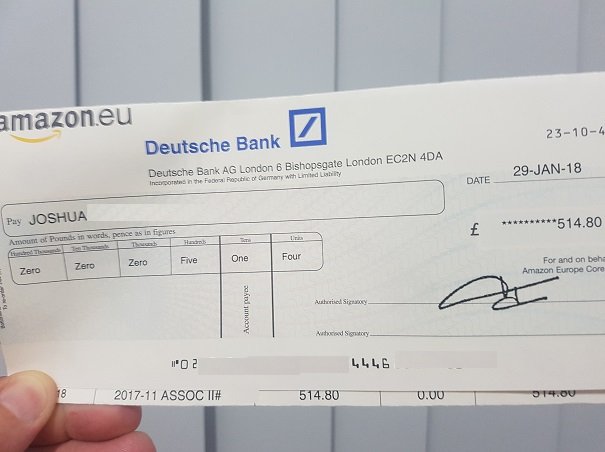 amazon.eu
Deutsche Bank
23-10-4
Deutsche Bank AG London 6 Bishopsgate London EC2N 4DA
Incorporated in the Federal Republic of Germany with Limited Liability
DATE 29-JAN-18
Pay JOSHUA
£ **********514.80
Amount of Pounds in words, pence as in figures
Hundred Thousands Ten Thousands Thousands Hundreds Tens Units
Zero Zero Zero Five One Four
For and on beha
Amazon Europe Core
Account payee
Authorised Signatory
Authorised Signatory
⑈02 4446
18 2017-11 ASSOC II# 514.80 0.00 514.80